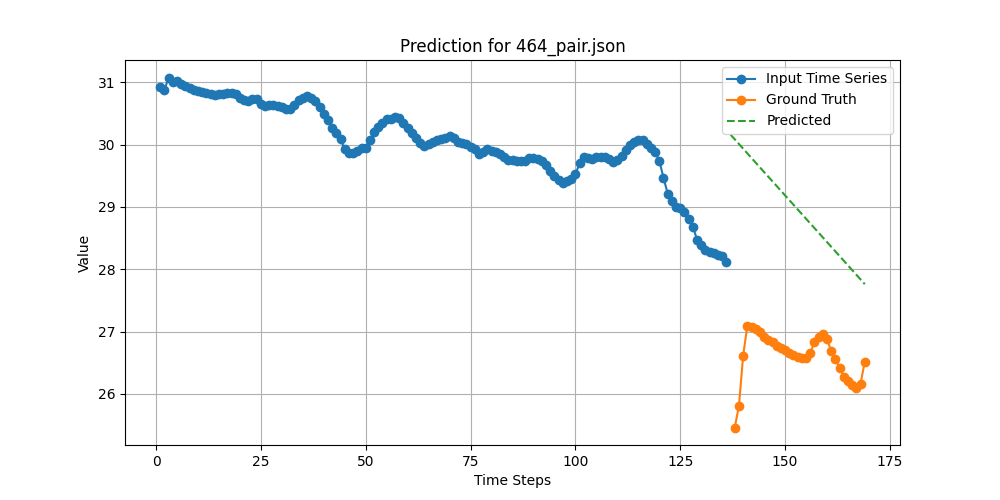 Prediction for 464_pair.json
Input Time Series
Ground Truth
Predicted
Value
31
30
29
28
27
26
0 25 50 75 100 125 150 175
Time Steps